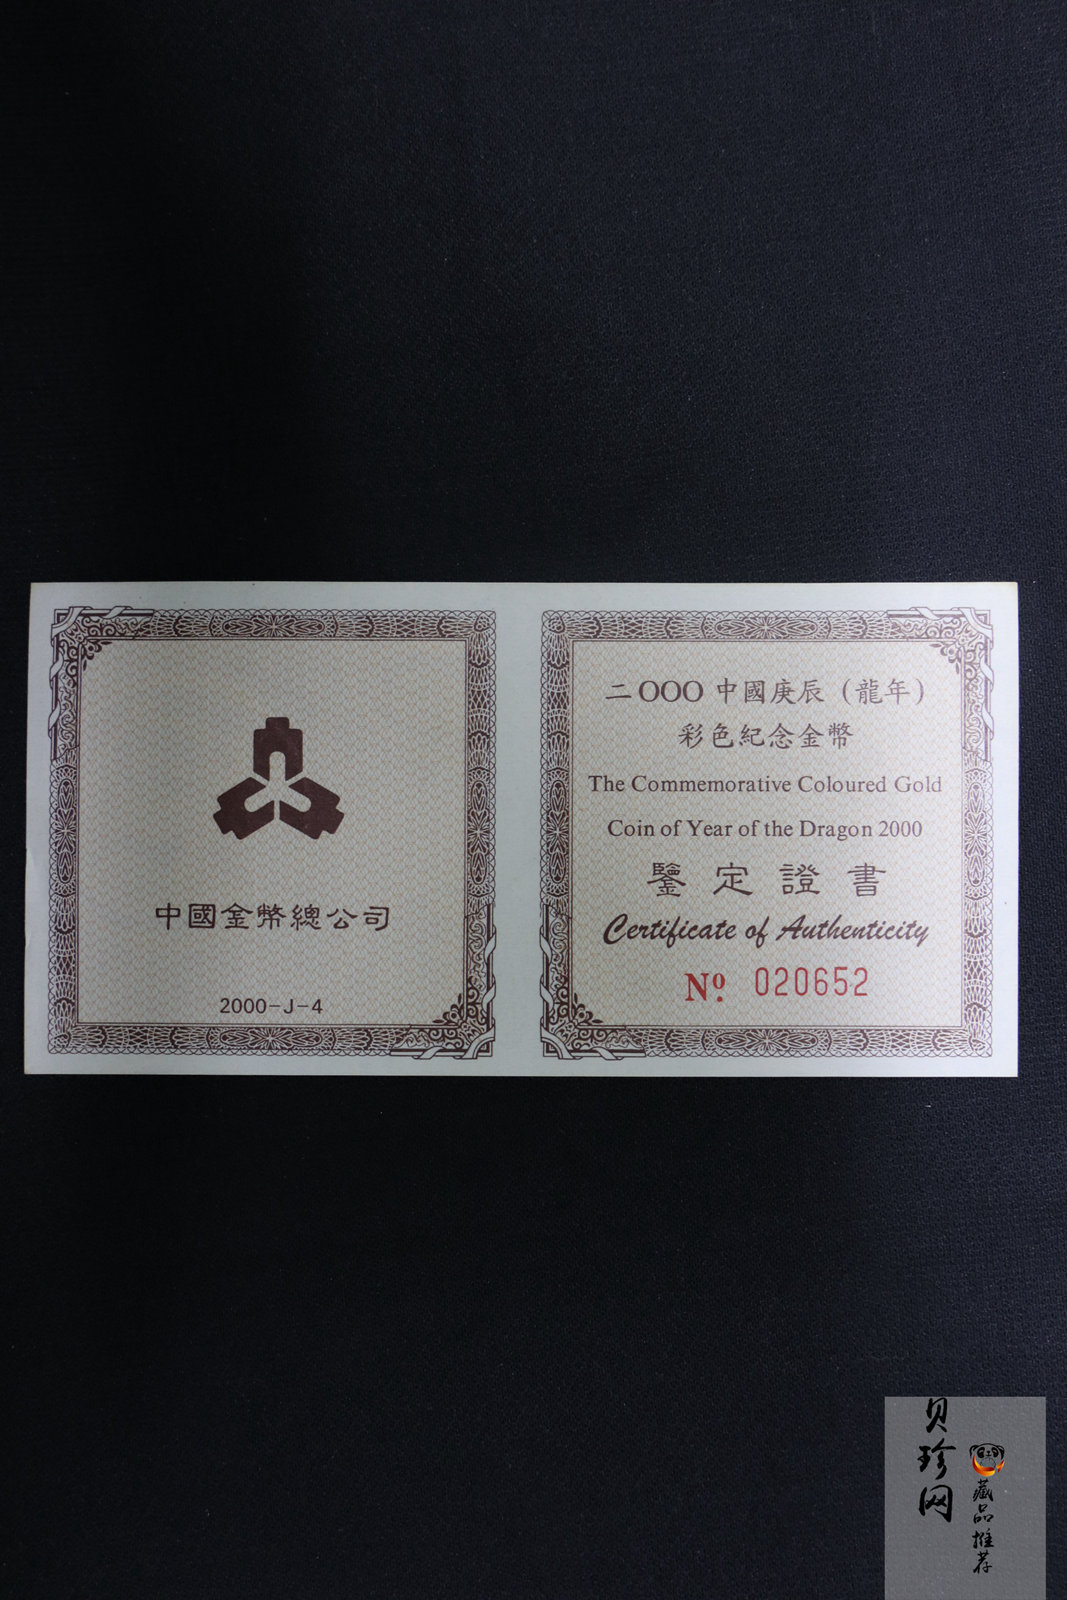 中國金幣總公司
2000-J-4
二OOO中國庚辰（龍年）
彩色紀念金幣
The Commemorative Coloured Gold
Coin of Year of the Dragon 2000
鑒定證書
Certificate of Authenticity
Nº 020652
贝珍网
藏品推荐